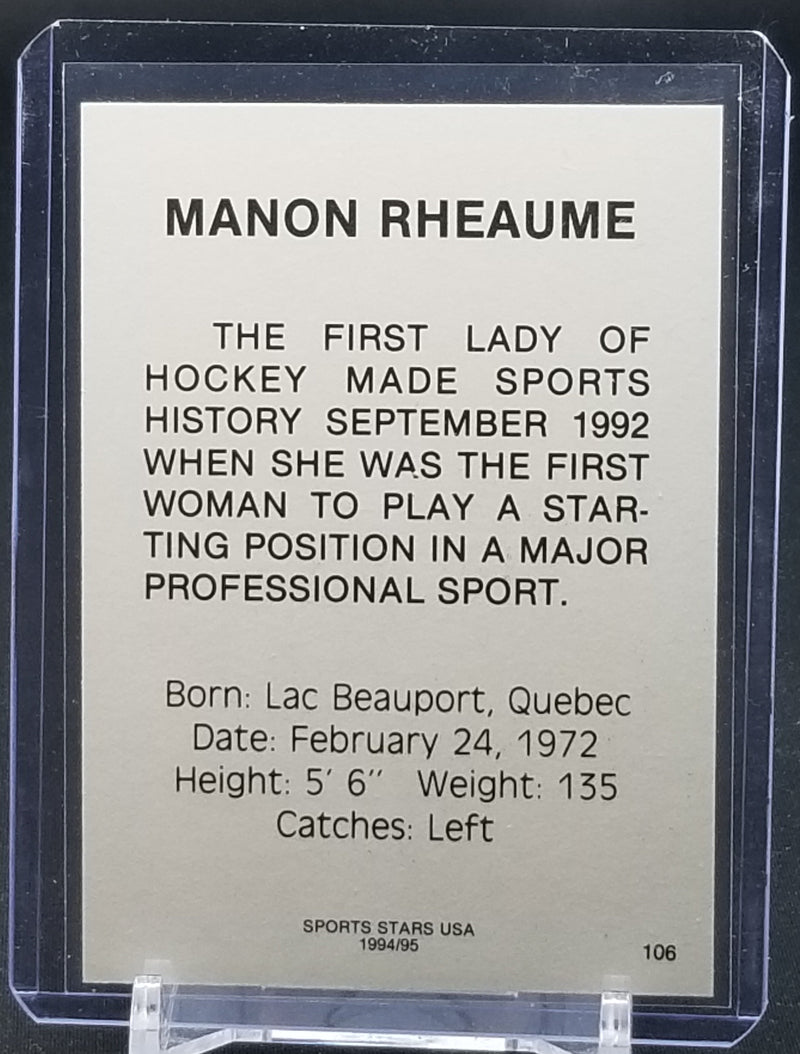 MANON RHEAUME
THE FIRST LADY OF
HOCKEY MADE SPORTS
HISTORY SEPTEMBER 1992
WHEN SHE WAS THE FIRST
WOMAN TO PLAY A STAR-
TING POSITION IN A MAJOR
PROFESSIONAL SPORT.
Born: Lac Beauport, Quebec
Date: February 24, 1972
Height: 5' 6" Weight: 135
Catches: Left
SPORTS STARS USA
1994/95
106